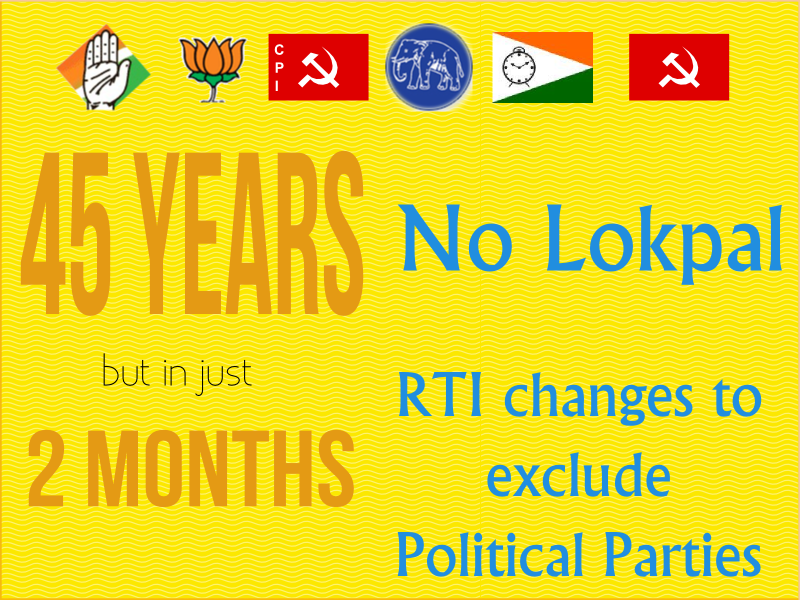 CPI
45 YEARS
No Lokpal
but in just
2 MONTHS
RTI changes to
exclude
Political Parties